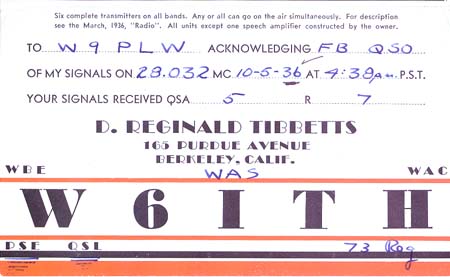 Six complete transmitters on all bands. Any or all can go on the air simultaneously. For description
see the March, 1936, "Radio". All units except one speech amplifier constructed by the owner.
TO W9PLW ACKNOWLEDGING FB QSO
OF MY SIGNALS ON 28.032 MC 10-5-36 AT 4:38 P.M. P.S.T.
YOUR SIGNALS RECEIVED QSA 5 R 7
D. REGINALD TIBBETTS
165 PURDUE AVENUE
BERKELEY, CALIF.
WBE WAS WAC
W6ITH
PSE QSL 73 Reg